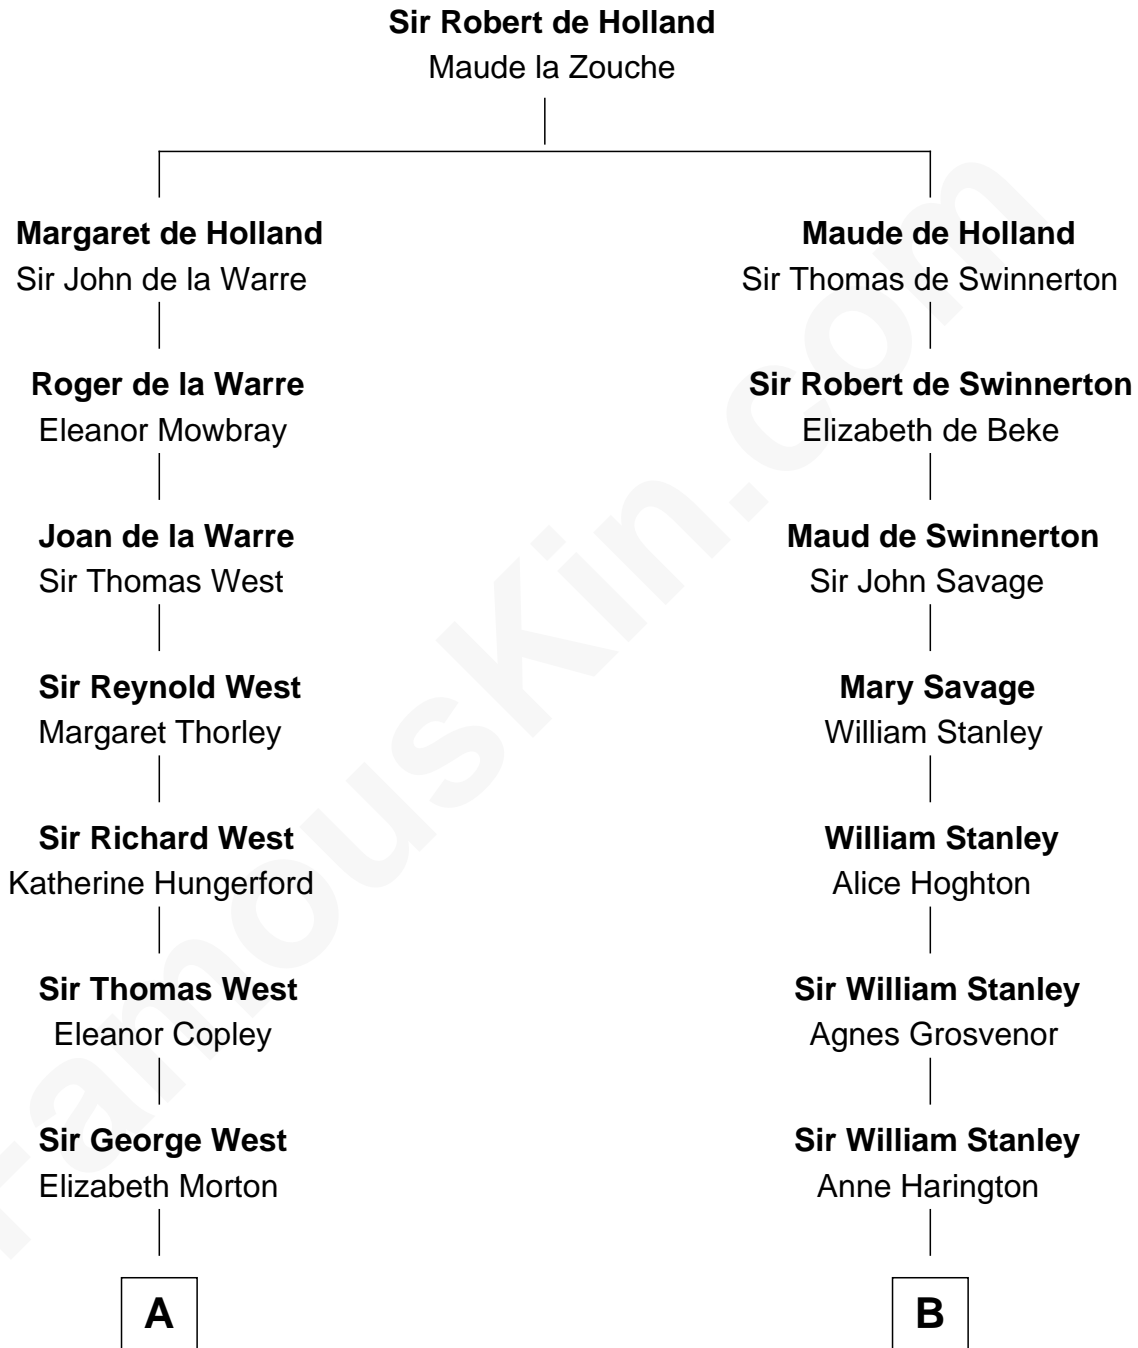 Sir Robert de Holland
Maude la Zouche
Margaret de Holland
Sir John de la Warre
Maude de Holland
Sir Thomas de Swinnerton
Roger de la Warre
Eleanor Mowbray
Sir Robert de Swinnerton
Elizabeth de Beke
Joan de la Warre
Sir Thomas West
Maud de Swinnerton
Sir John Savage
Sir Reynold West
Margaret Thorley
Mary Savage
William Stanley
Sir Richard West
Katherine Hungerford
William Stanley
Alice Hoghton
Sir Thomas West
Eleanor Copley
Sir William Stanley
Agnes Grosvenor
Sir George West
Elizabeth Morton
Sir William Stanley
Anne Harington
A
B
FamousKin.com